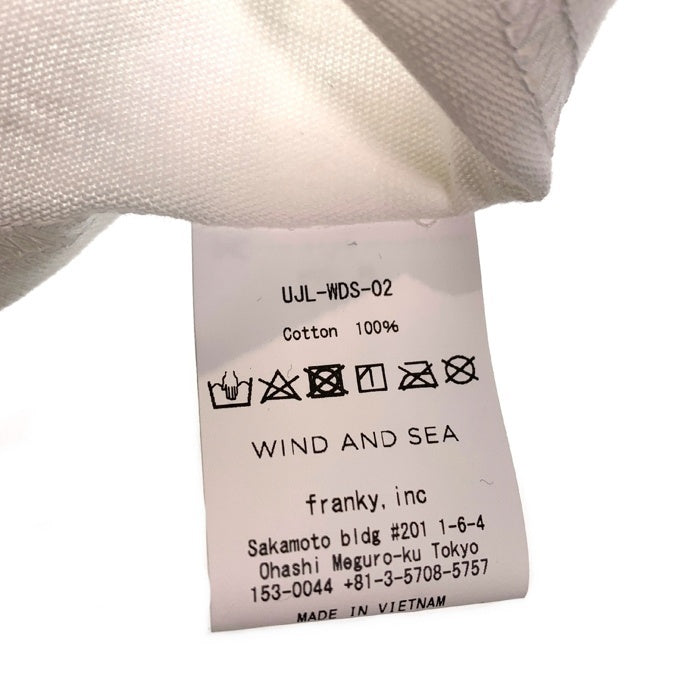 UJL-WDS-02
Cotton 100%
WIND AND SEA
franky, inc
Sakamoto bldg #201 1-6-4
Ohashi Meguro-ku Tokyo
153-0044 +81-3-5708-5757
MADE IN VIETNAM